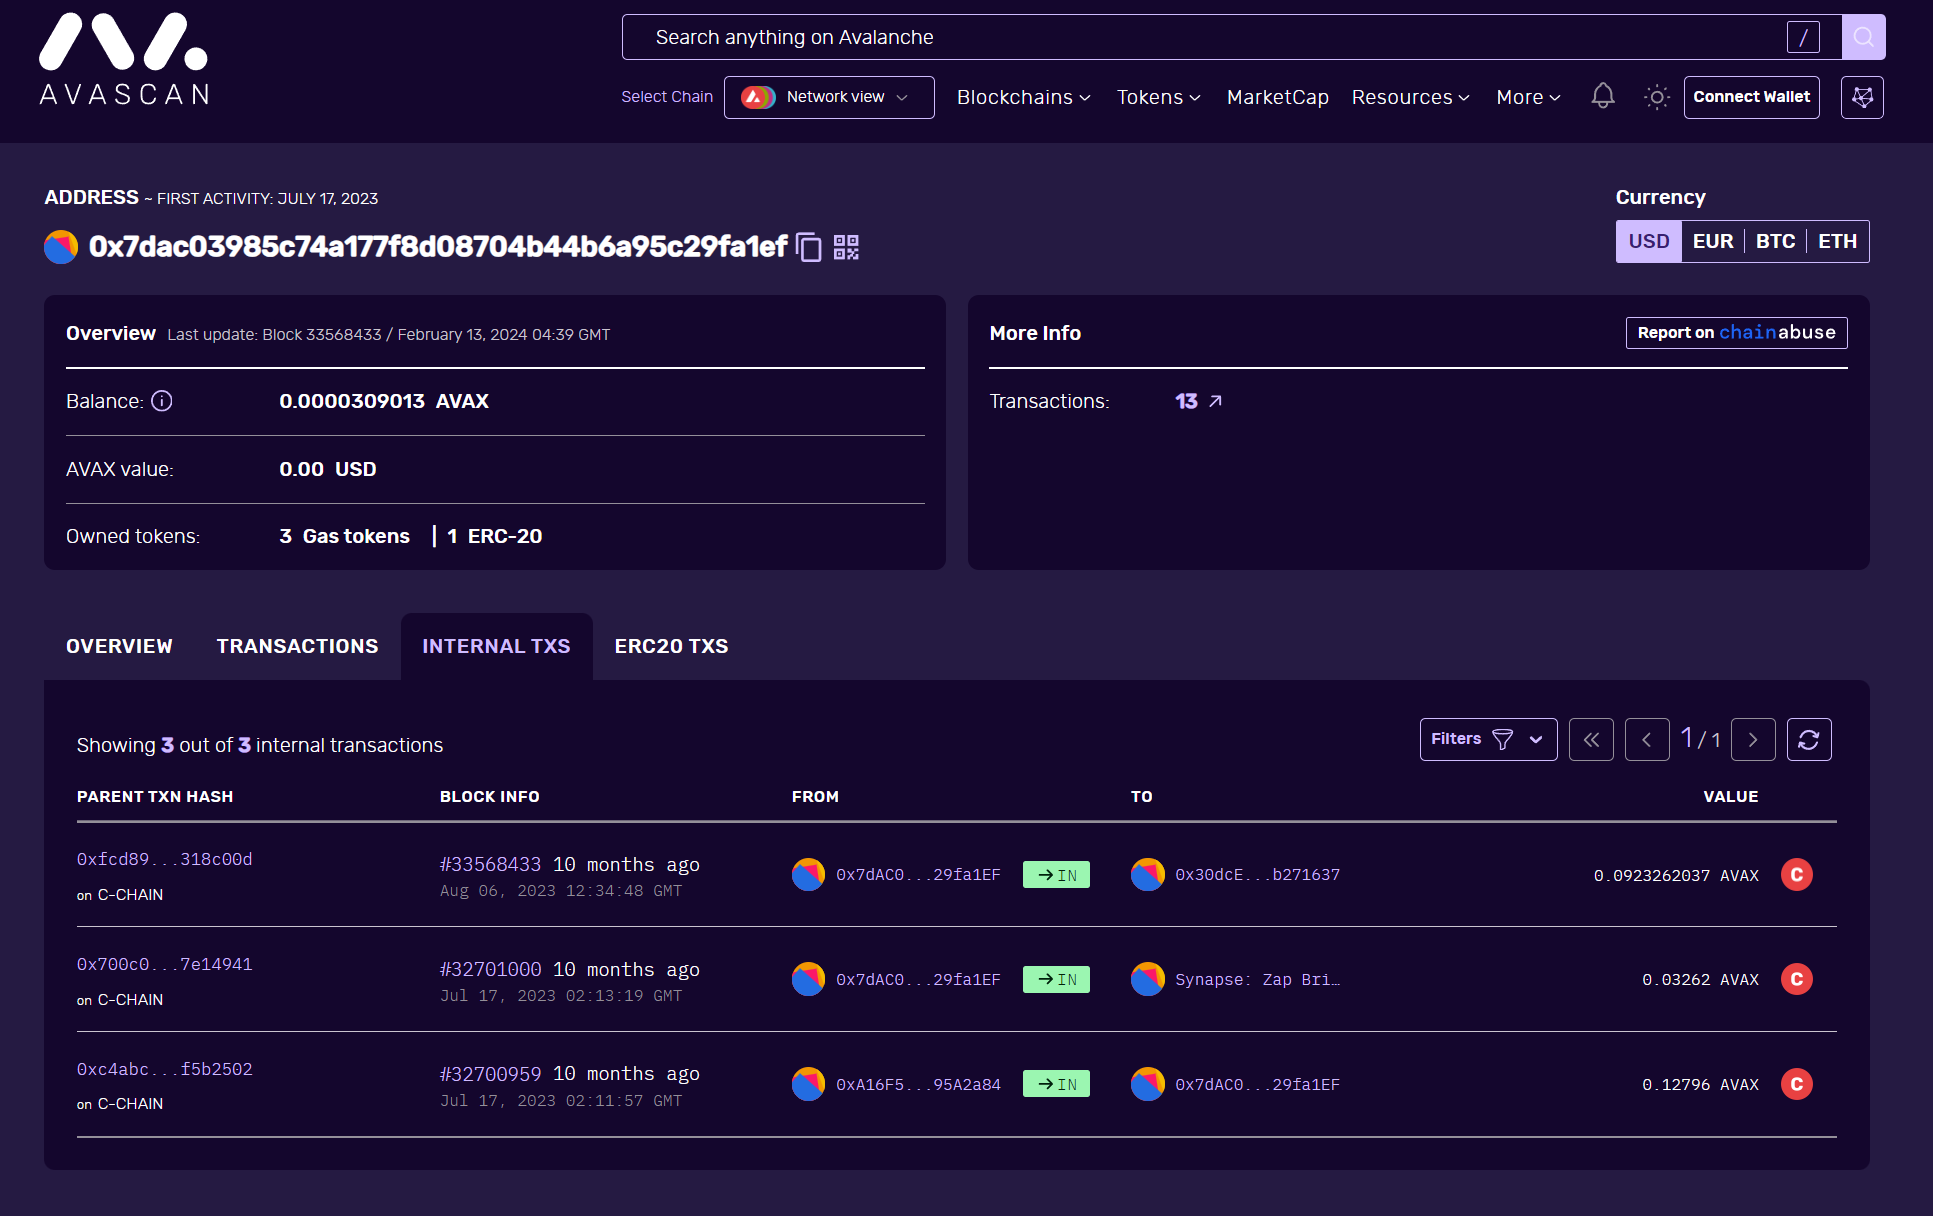 AVASCAN
Search anything on Avalanche /
Select Chain Network view Blockchains Tokens MarketCap Resources More Connect Wallet
ADDRESS ~ FIRST ACTIVITY: JULY 17, 2023
0x7dac03985c74a177f8d08704b44b6a95c29fa1ef
Currency
USD EUR BTC ETH
Overview Last update: Block 33568433 / February 13, 2024 04:39 GMT
Balance: 0.0000309013 AVAX
AVAX value: 0.00 USD
Owned tokens: 3 Gas tokens | 1 ERC-20
More Info Report on chainabuse
Transactions: 13
OVERVIEW TRANSACTIONS INTERNAL TXS ERC20 TXS
Showing 3 out of 3 internal transactions
Filters 1 / 1
PARENT TXN HASH BLOCK INFO FROM TO VALUE
0xfcd89...318c00d #33568433 10 months ago 0x7dAC0...29fa1EF IN 0x30dcE...b271637 0.0923262037 AVAX C
on C-CHAIN Aug 06, 2023 12:34:48 GMT
0x700c0...7e14941 #32701000 10 months ago 0x7dAC0...29fa1EF IN Synapse: Zap Bri… 0.03262 AVAX C
on C-CHAIN Jul 17, 2023 02:13:19 GMT
0xc4abc...f5b2502 #32700959 10 months ago 0xA16F5...95A2a84 IN 0x7dAC0...29fa1EF 0.12796 AVAX C
on C-CHAIN Jul 17, 2023 02:11:57 GMT